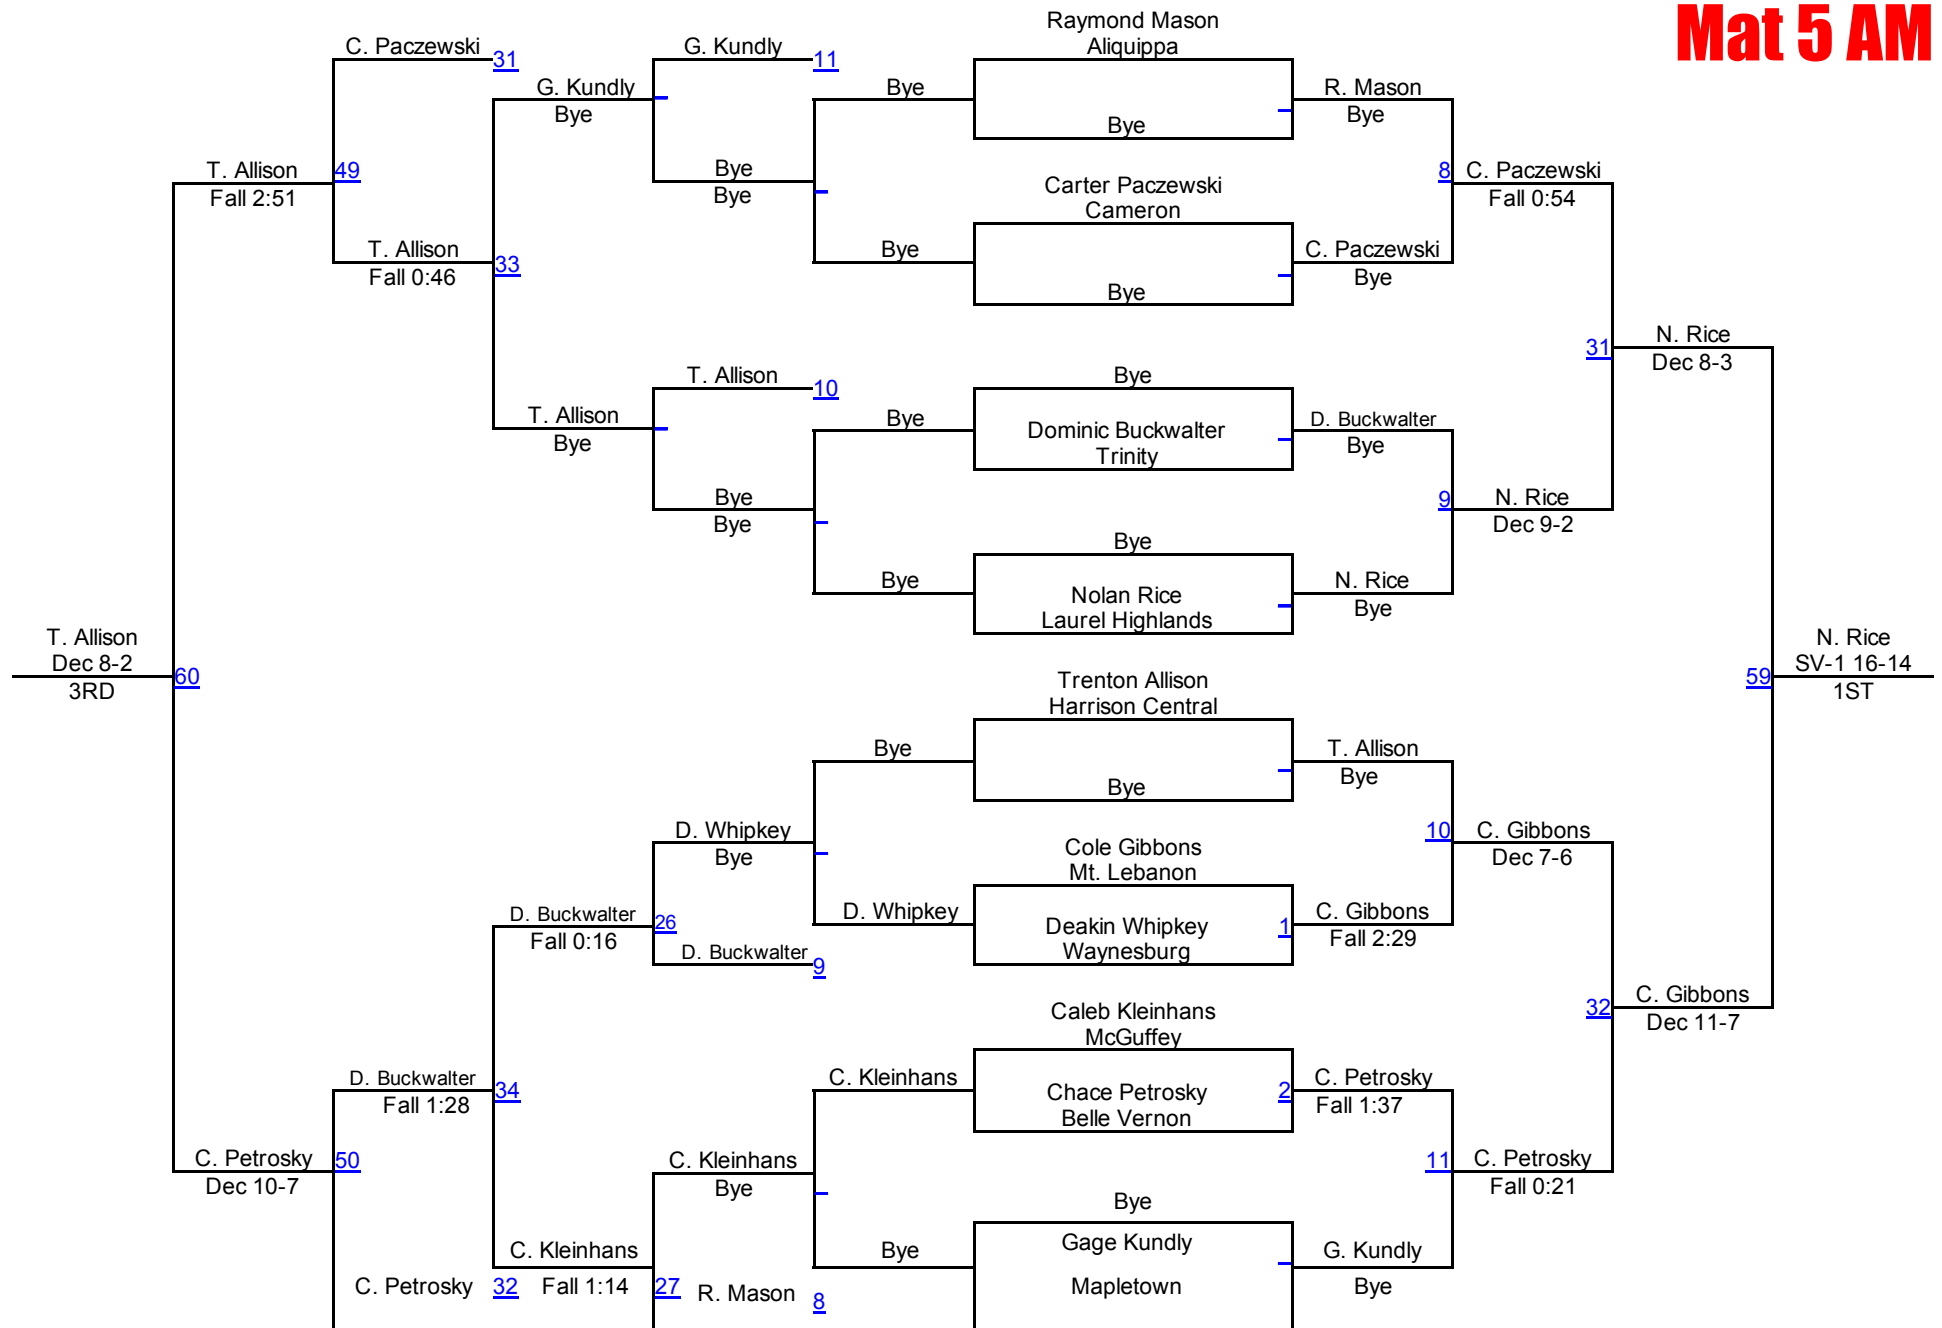 Mat 5 AM
Raymond Mason
Aliquippa
C. Paczewski
31
G. Kundly
11
G. Kundly
Bye
Bye
Bye
R. Mason
Bye
T. Allison
49
Fall 2:51
Bye
Bye
Carter Paczewski
Cameron
8
C. Paczewski
Fall 0:54
T. Allison
33
Fall 0:46
Bye
Bye
C. Paczewski
Bye
31
N. Rice
Dec 8-3
T. Allison
10
Bye
T. Allison
Bye
Bye
Dominic Buckwalter
Trinity
D. Buckwalter
Bye
Bye
Bye
9
N. Rice
Dec 9-2
Bye
Bye
Nolan Rice
Laurel Highlands
N. Rice
Bye
T. Allison
Dec 8-2
3RD
60
59
N. Rice
SV-1 16-14
1ST
Trenton Allison
Harrison Central
Bye
Bye
T. Allison
Bye
D. Whipkey
Bye
Cole Gibbons
Mt. Lebanon
10
C. Gibbons
Dec 7-6
D. Buckwalter
26
Fall 0:16
D. Whipkey
Deakin Whipkey
Waynesburg
1
C. Gibbons
Fall 2:29
D. Buckwalter
9
32
C. Gibbons
Dec 11-7
Caleb Kleinhans
McGuffey
D. Buckwalter
34
Fall 1:28
C. Kleinhans
Chace Petrosky
Belle Vernon
2
C. Petrosky
Fall 1:37
C. Petrosky
50
Dec 10-7
C. Kleinhans
Bye
11
C. Petrosky
Fall 0:21
Bye
C. Kleinhans
Bye
Gage Kundly
G. Kundly
C. Petrosky
32
Fall 1:14
27
R. Mason
8
Mapletown
Bye